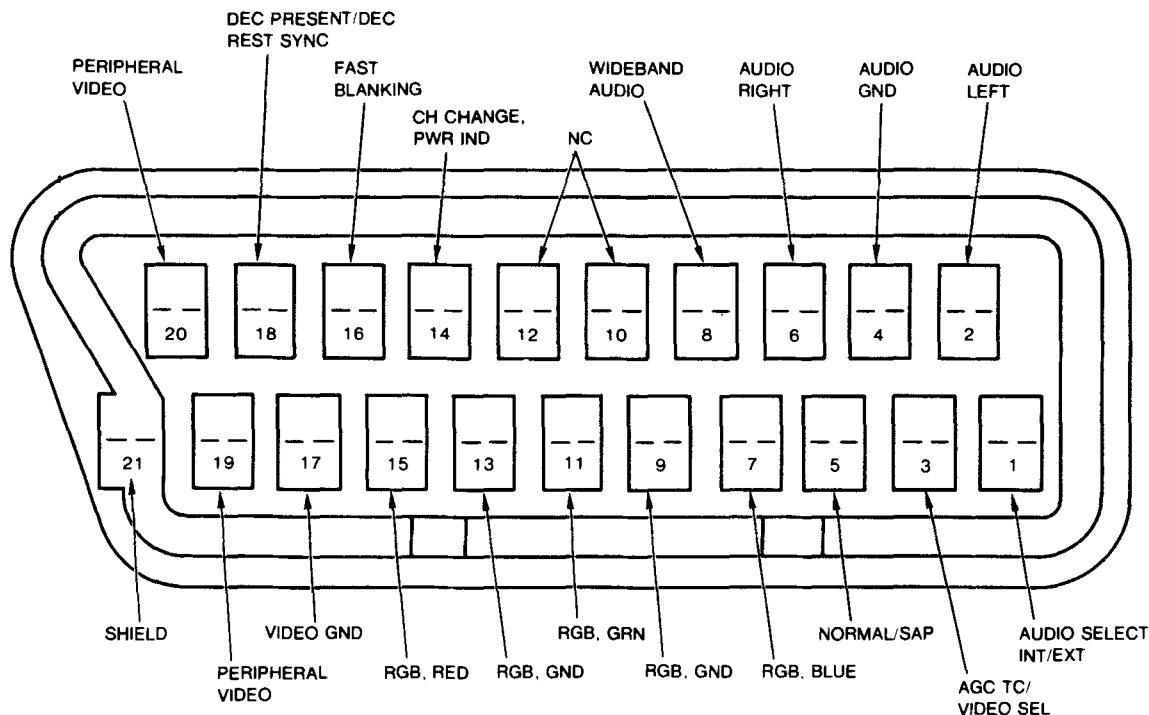 DEC PRESENT/DEC
REST SYNC
PERIPHERAL
VIDEO
FAST
BLANKING
CH CHANGE,
PWR IND
NC
WIDEBAND
AUDIO
AUDIO
RIGHT
AUDIO
GND
AUDIO
LEFT
20
18
16
14
12
10
8
6
4
2
21
19
17
15
13
11
9
7
5
3
1
SHIELD
PERIPHERAL
VIDEO
VIDEO GND
RGB, RED
RGB, GND
RGB, GRN
RGB, GND
RGB, BLUE
NORMAL/SAP
AGC TC/
VIDEO SEL
AUDIO SELECT
INT/EXT